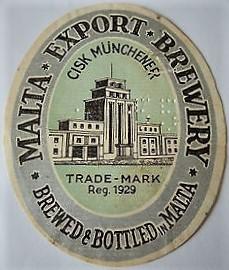 * MALTA * EXPORT * BREWERY *
CISK MÜNCHENER
TRADE-MARK
Reg. 1929
BREWED & BOTTLED IN MALTA